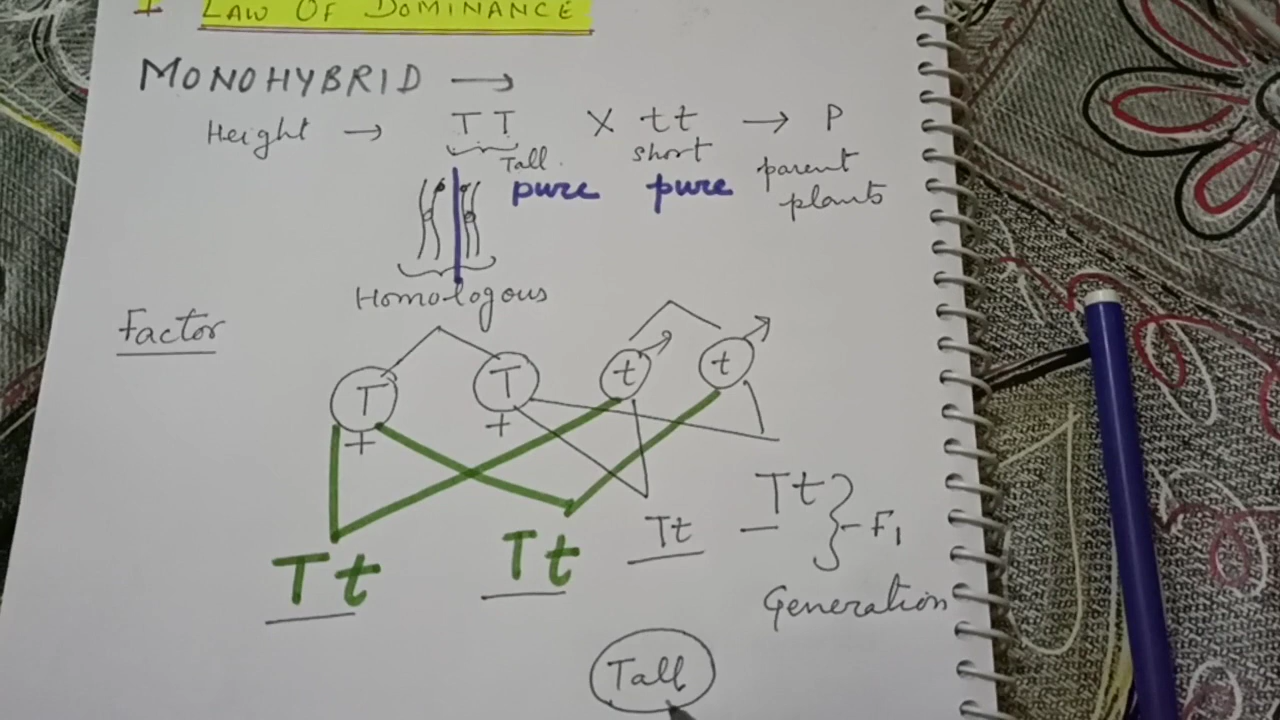 I LAW OF DOMINANCE
MONOHYBRID →
Height → TT X tt → P
Tall short parent
pure pure plants
Homologous
Factor
T T t t
+ +
Tt Tt Tt Tt } - F1
Generation
Tall